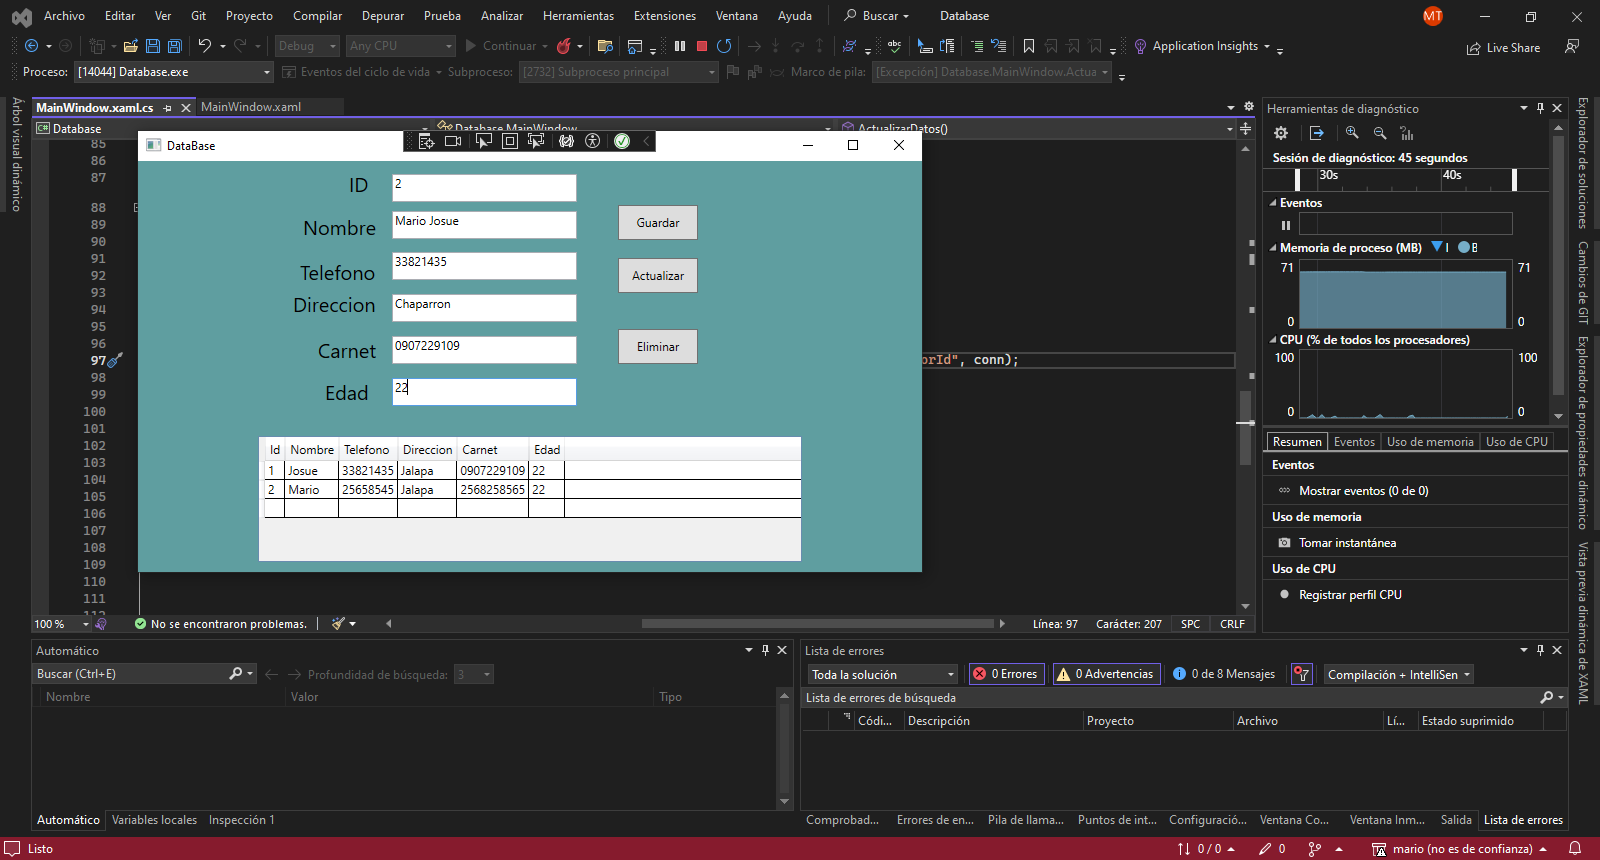 Archivo Editar Ver Git Proyecto Compilar Depurar Prueba Analizar Herramientas Extensiones Ventana Ayuda Buscar Database MT
Debug Any CPU Continuar Application Insights Live Share
Proceso: [14044] Database.exe Eventos del ciclo de vida Subproceso: [2732] Subproceso principal Marco de pila: [Excepción] Database.MainWindow.Actua
Árbol visual dinámico
MainWindow.xaml.cs MainWindow.xaml
Database Database.MainWindow ActualizarDatos()
85
86
87
88
89
90
91
92
93
94
95
96
97 orId", conn);
98
99
100
101
102
103
104
105
106
107
108
109
110
111
DataBase
ID 2
Nombre Mario Josue
Telefono 33821435
Direccion Chaparron
Carnet 0907229109
Edad 22
Guardar
Actualizar
Eliminar
Id Nombre Telefono Direccion Carnet Edad
1 Josue 33821435 Jalapa 0907229109 22
2 Mario 25658545 Jalapa 2568258565 22
100 % No se encontraron problemas. Línea: 97 Carácter: 207 SPC CRLF
Herramientas de diagnóstico
Sesión de diagnóstico: 45 segundos
30s 40s
Eventos
Memoria de proceso (MB) I B
71 71
0 0
CPU (% de todos los procesadores)
100 100
0 0
Resumen Eventos Uso de memoria Uso de CPU
Eventos
Mostrar eventos (0 de 0)
Uso de memoria
Tomar instantánea
Uso de CPU
Registrar perfil CPU
Explorador de soluciones
Cambios de GIT
Explorador de propiedades dinámico
Vista previa dinámica de XAML
Automático
Buscar (Ctrl+E) Profundidad de búsqueda: 3
Nombre Valor Tipo
Automático Variables locales Inspección 1
Lista de errores
Toda la solución 0 Errores 0 Advertencias 0 de 8 Mensajes Compilación + IntelliSen
Lista de errores de búsqueda
Códi... Descripción Proyecto Archivo Lí... Estado suprimido
Comprobad... Errores de en... Pila de llama... Puntos de int... Configuració... Ventana Co... Ventana Inm... Salida Lista de errores
Listo 0 / 0 0 mario (no es de confianza)